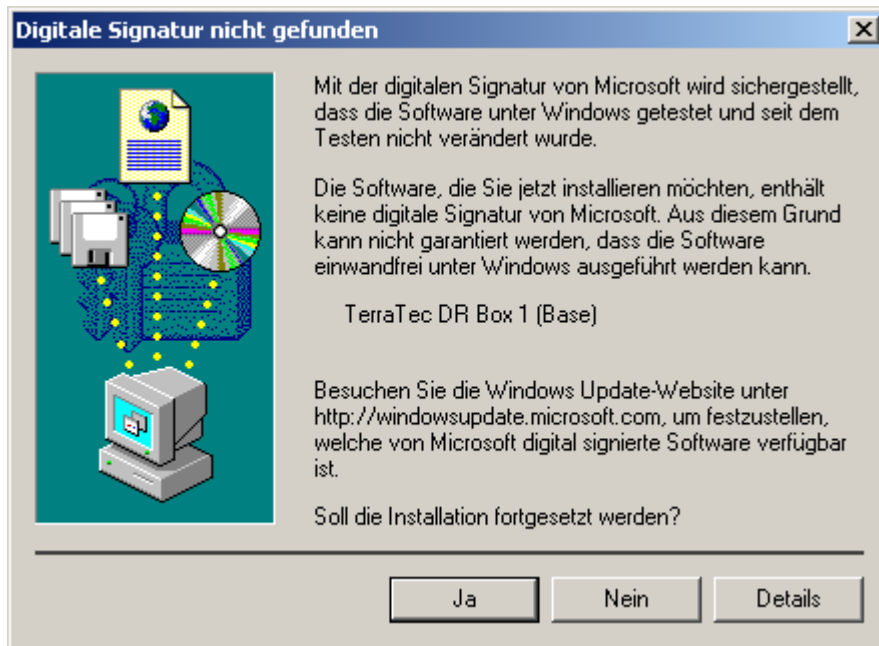 Digitale Signatur nicht gefunden
Mit der digitalen Signatur von Microsoft wird sichergestellt,
dass die Software unter Windows getestet und seit dem
Testen nicht verändert wurde.
Die Software, die Sie jetzt installieren möchten, enthält
keine digitale Signatur von Microsoft. Aus diesem Grund
kann nicht garantiert werden, dass die Software
einwandfrei unter Windows ausgeführt werden kann.
TerraTec DR Box 1 (Base)
Besuchen Sie die Windows Update-Website unter
http://windowsupdate.microsoft.com, um festzustellen,
welche von Microsoft digital signierte Software verfügbar
ist.
Soll die Installation fortgesetzt werden?
Ja
Nein
Details